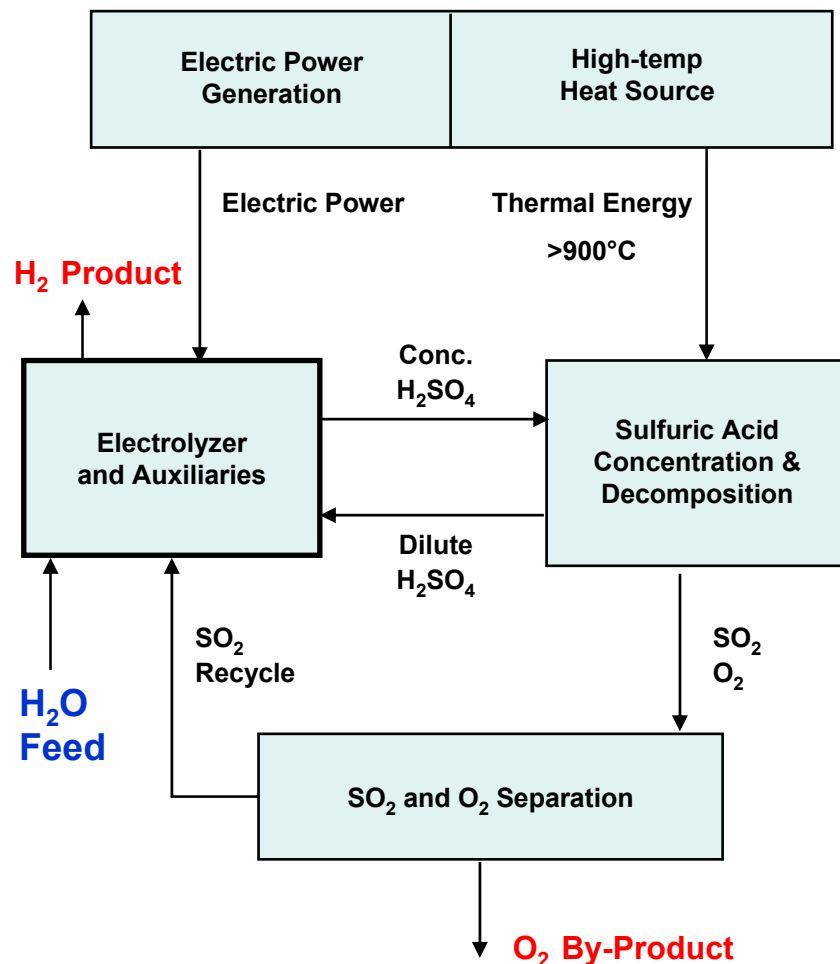 Electric Power
Generation
High-temp
Heat Source
Electric Power
Thermal Energy
>900°C
H₂ Product
Conc.
H₂SO₄
Electrolyzer
and Auxiliaries
Sulfuric Acid
Concentration &
Decomposition
Dilute
H₂SO₄
SO₂
Recycle
SO₂
O₂
H₂O
Feed
SO₂ and O₂ Separation
O₂ By-Product